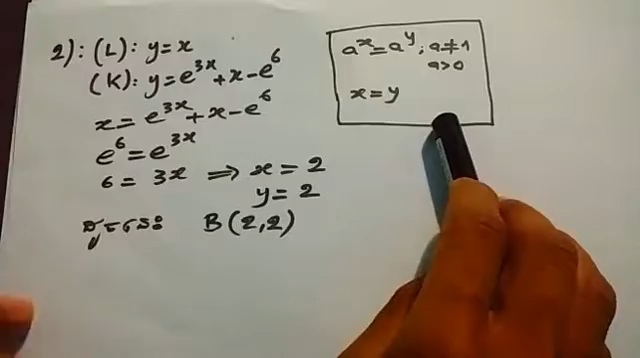 2): (L): y=x
(K): y=e^{3x}+x-e^6
x=e^{3x}+x-e^6
e^6=e^{3x}
6=3x ⟹ x=2
y=2
B(2,2)
a^x=a^y; a≠1
a>0
x=y